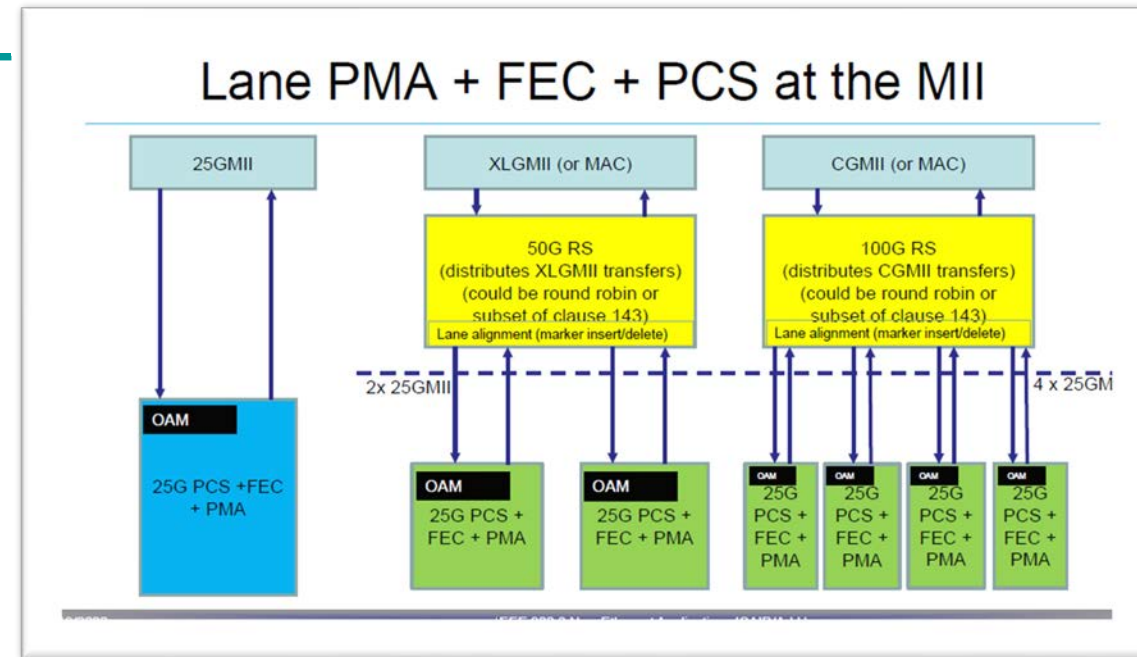 Lane PMA + FEC + PCS at the MII
25GMII
XLGMII (or MAC)
CGMII (or MAC)
50G RS
(distributes XLGMII transfers)
(could be round robin or
subset of clause 143)
Lane alignment (marker insert/delete)
100G RS
(distributes CGMII transfers)
(could be round robin or
subset of clause 143)
Lane alignment (marker insert/delete)
2x 25GMII
4 x 25GM
OAM
25G PCS +FEC
+ PMA
OAM
25G PCS +
FEC + PMA
OAM
25G PCS +
FEC + PMA
OAM
25G
PCS +
FEC +
PMA
OAM
25G
PCS +
FEC +
PMA
OAM
25G
PCS +
FEC +
PMA
OAM
25G
PCS +
FEC +
PMA